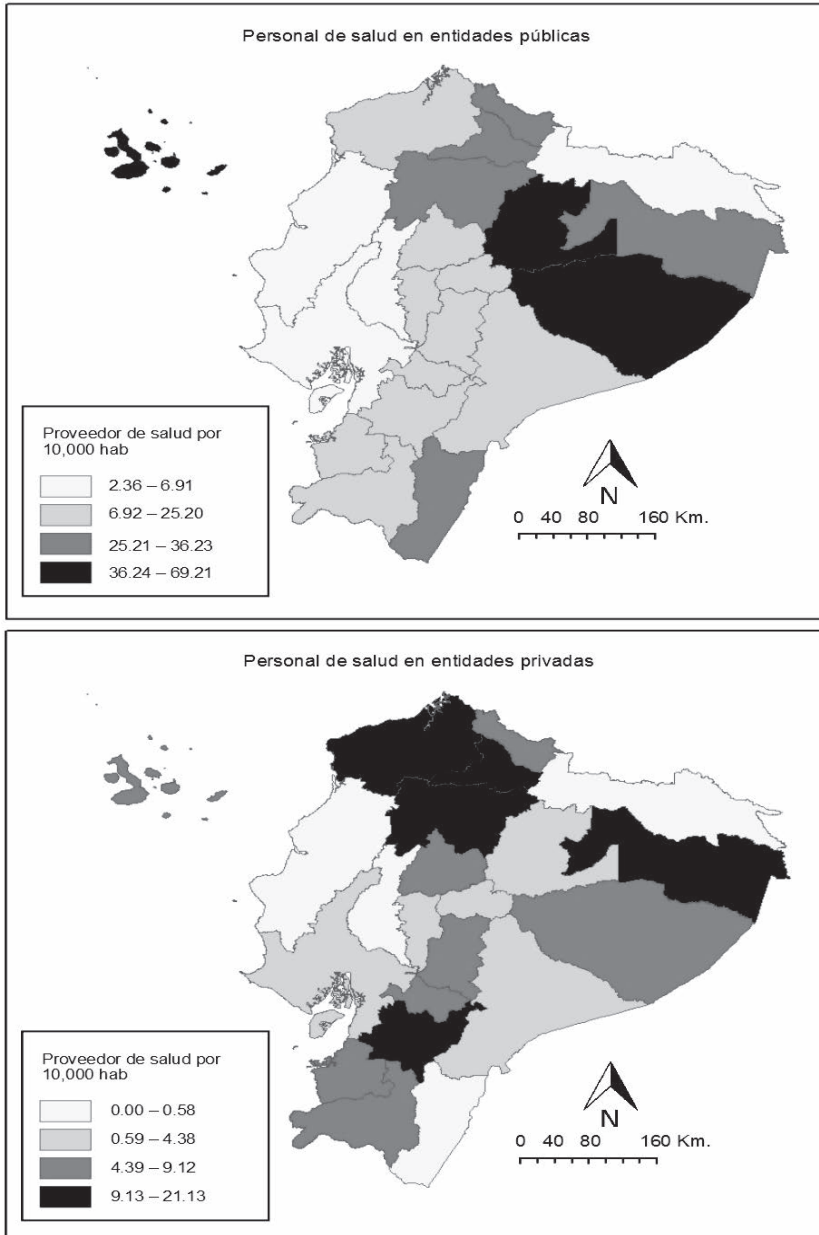 Personal de salud en entidades públicas
Proveedor de salud por
10,000 hab
2.36 – 6.91
6.92 – 25.20
25.21 – 36.23
36.24 – 69.21
N
0 40 80 160 Km.
Personal de salud en entidades privadas
Proveedor de salud por
10,000 hab
0.00 – 0.58
0.59 – 4.38
4.39 – 9.12
9.13 – 21.13
N
0 40 80 160 Km.